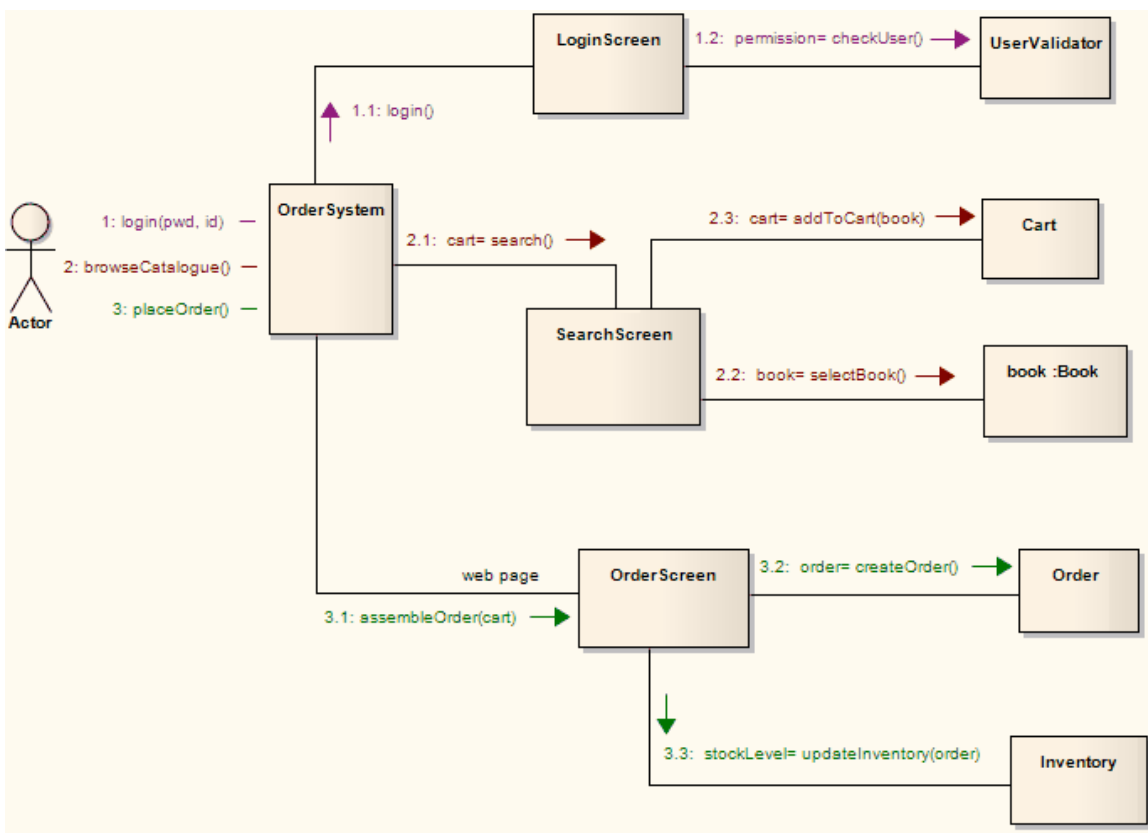 LoginScreen
1.2: permission= checkUser()
UserValidator
1.1: login()
OrderSystem
1: login(pwd, id)
2: browseCatalogue()
3: placeOrder()
Actor
2.1: cart= search()
2.3: cart= addToCart(book)
Cart
SearchScreen
2.2: book= selectBook()
book :Book
web page
3.1: assembleOrder(cart)
OrderScreen
3.2: order= createOrder()
Order
3.3: stockLevel= updateInventory(order)
Inventory